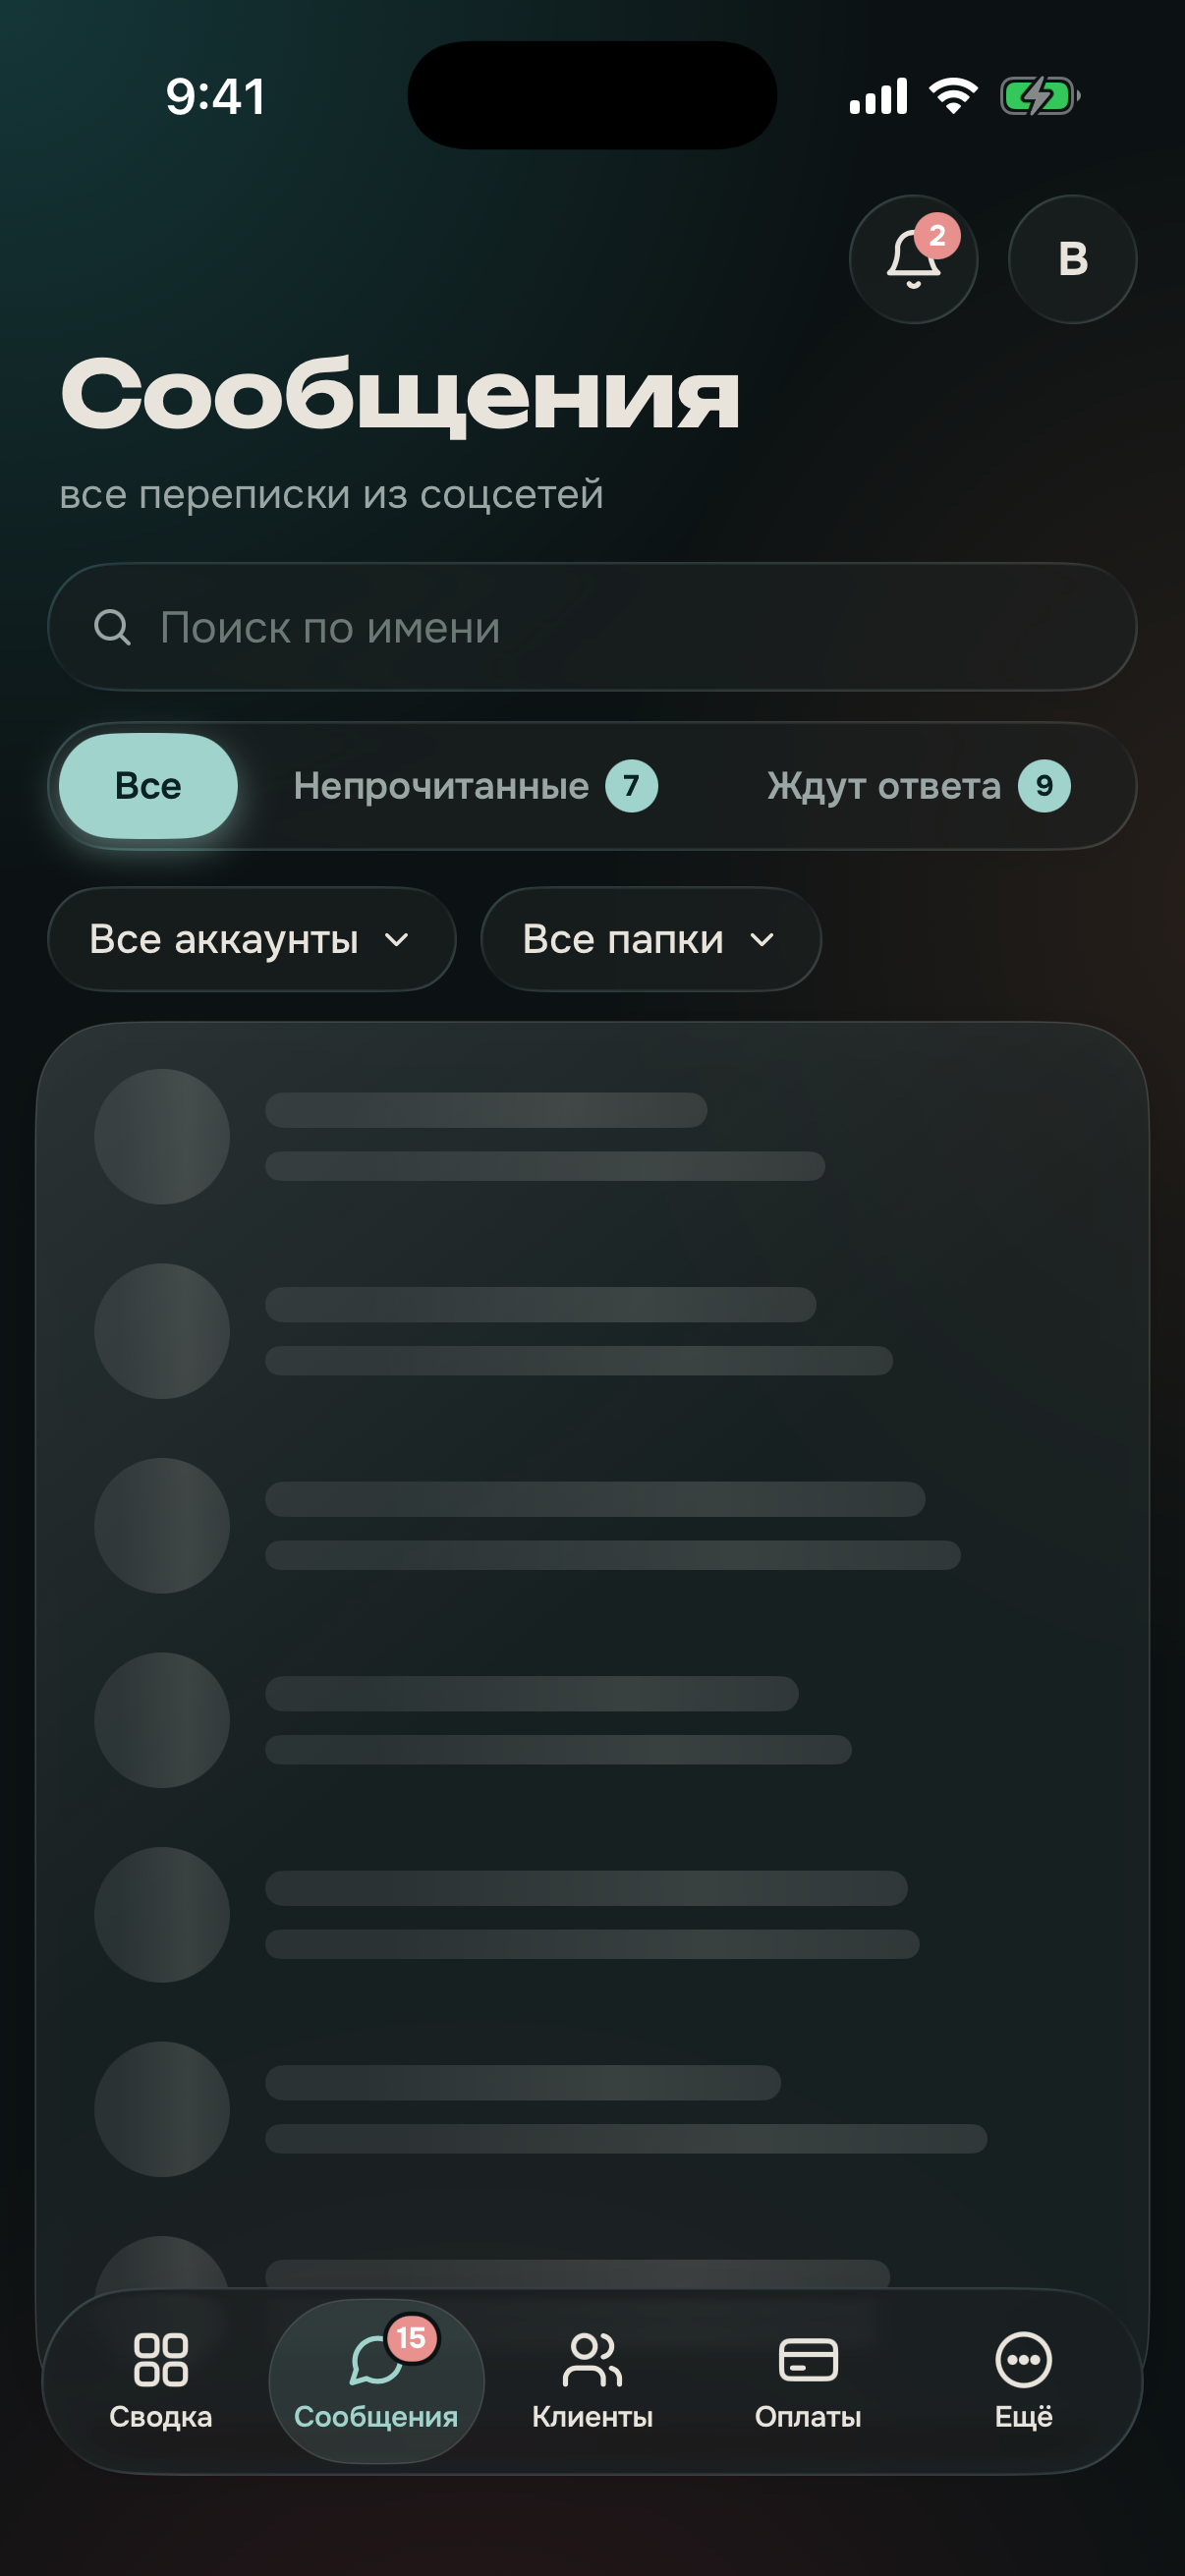 9:41
2
В
Сообщения
все переписки из соцсетей
Поиск по имени
Все Непрочитанные 7 Ждут ответа 9
Все аккаунты Все папки
15
Сводка Сообщения Клиенты Оплаты Ещё